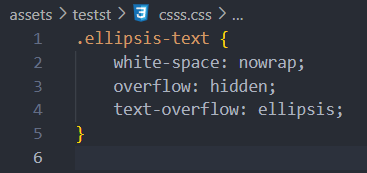 assets > testst > csss.css > ...
1 .ellipsis-text {
2     white-space: nowrap;
3     overflow: hidden;
4     text-overflow: ellipsis;
5 }
6